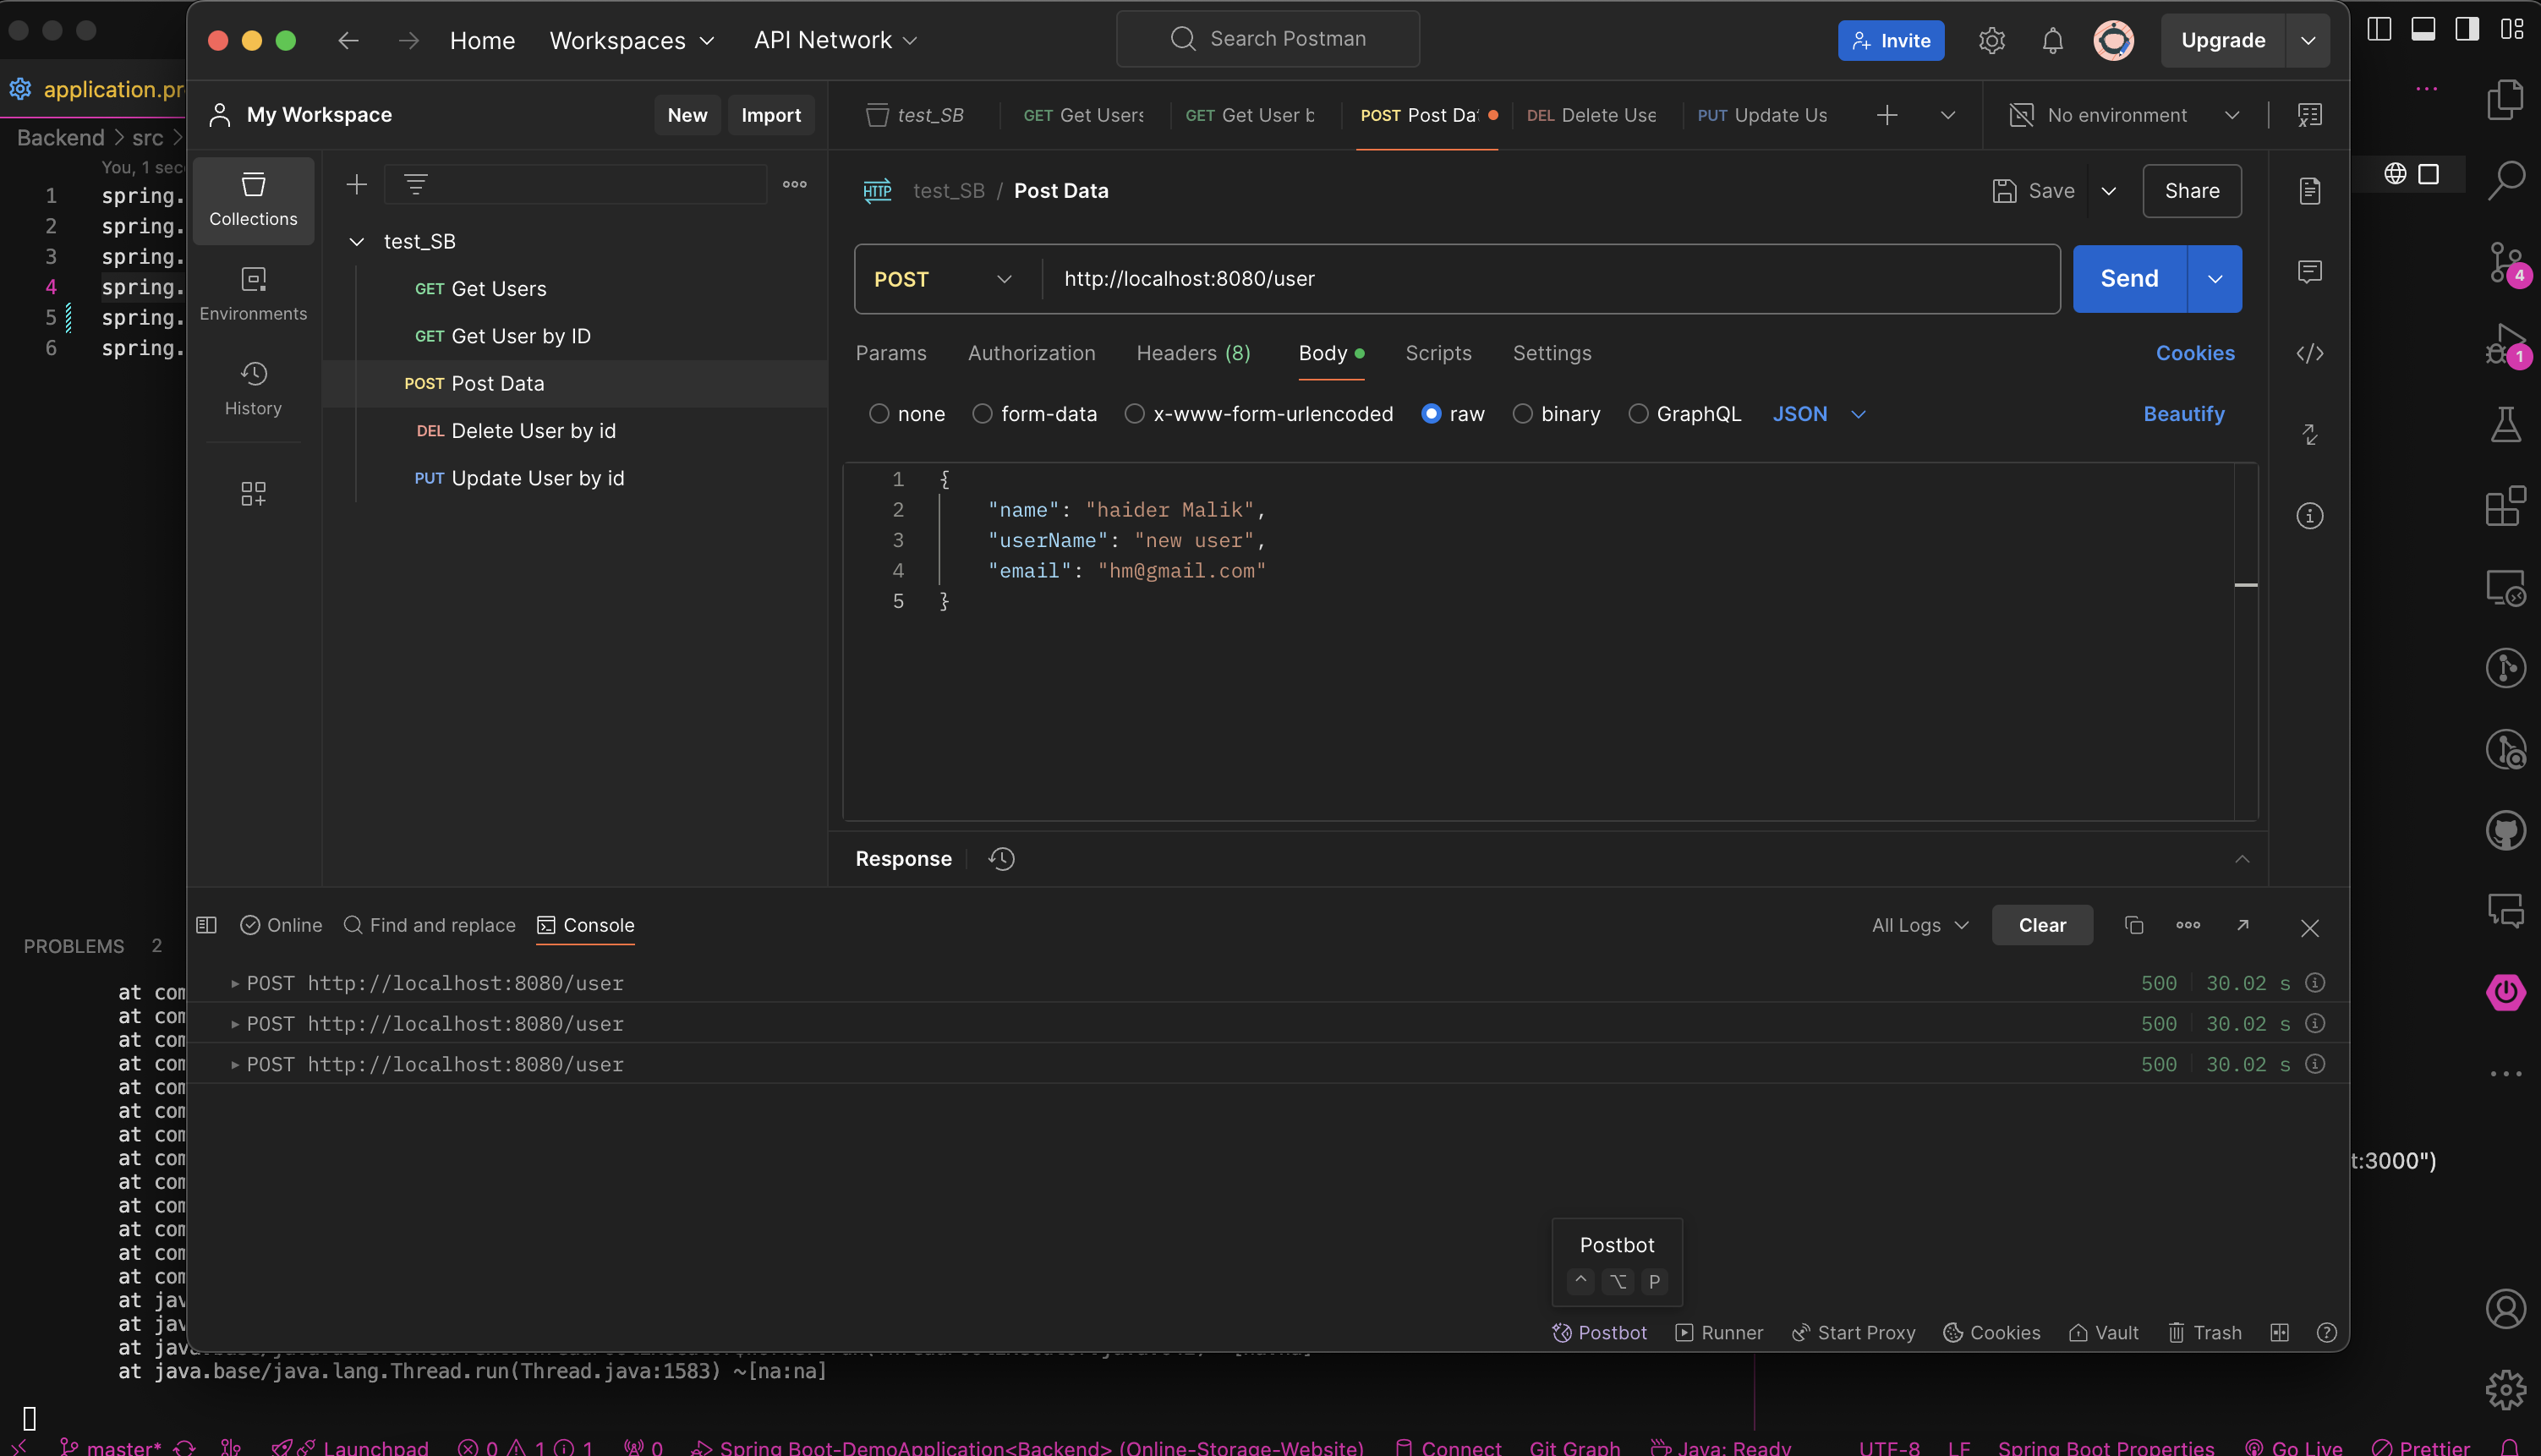 Home Workspaces API Network Search Postman Invite Upgrade
application.pr
My Workspace New Import
test_SB GET Get Users GET Get User b POST Post Da DEL Delete Use PUT Update Us No environment
Backend > src >
You, 1 sec
1 spring.
2 spring.
3 spring.
4 spring.
5 spring.
6 spring.
Collections
Environments
History
test_SB
GET Get Users
GET Get User by ID
POST Post Data
DEL Delete User by id
PUT Update User by id
HTTP test_SB / Post Data Save Share
POST http://localhost:8080/user Send
Params Authorization Headers (8) Body Scripts Settings Cookies
none form-data x-www-form-urlencoded raw binary GraphQL JSON Beautify
1 {
2 "name": "haider Malik",
3 "userName": "new user",
4 "email": "hm@gmail.com"
5 }
4
1
Response
PROBLEMS 2
Online Find and replace Console All Logs Clear
POST http://localhost:8080/user 500 30.02 s
POST http://localhost:8080/user 500 30.02 s
POST http://localhost:8080/user 500 30.02 s
at com
at com
at com
at com
at com
at com
at com
at com
at com
at com
at com
at com
at com
at jav
at jav
at jav
t:3000")
Postbot
^ ⌥ P
Postbot Runner Start Proxy Cookies Vault Trash
at java.base/java.lang.Thread.run(Thread.java:1583) ~[na:na]
master* Launchpad 0 1 1 0 Spring Boot-DemoApplication<Backend> (Online-Storage-Website) Connect Git Graph Java: Ready UTF-8 LF Spring Boot Properties Go Live Prettier